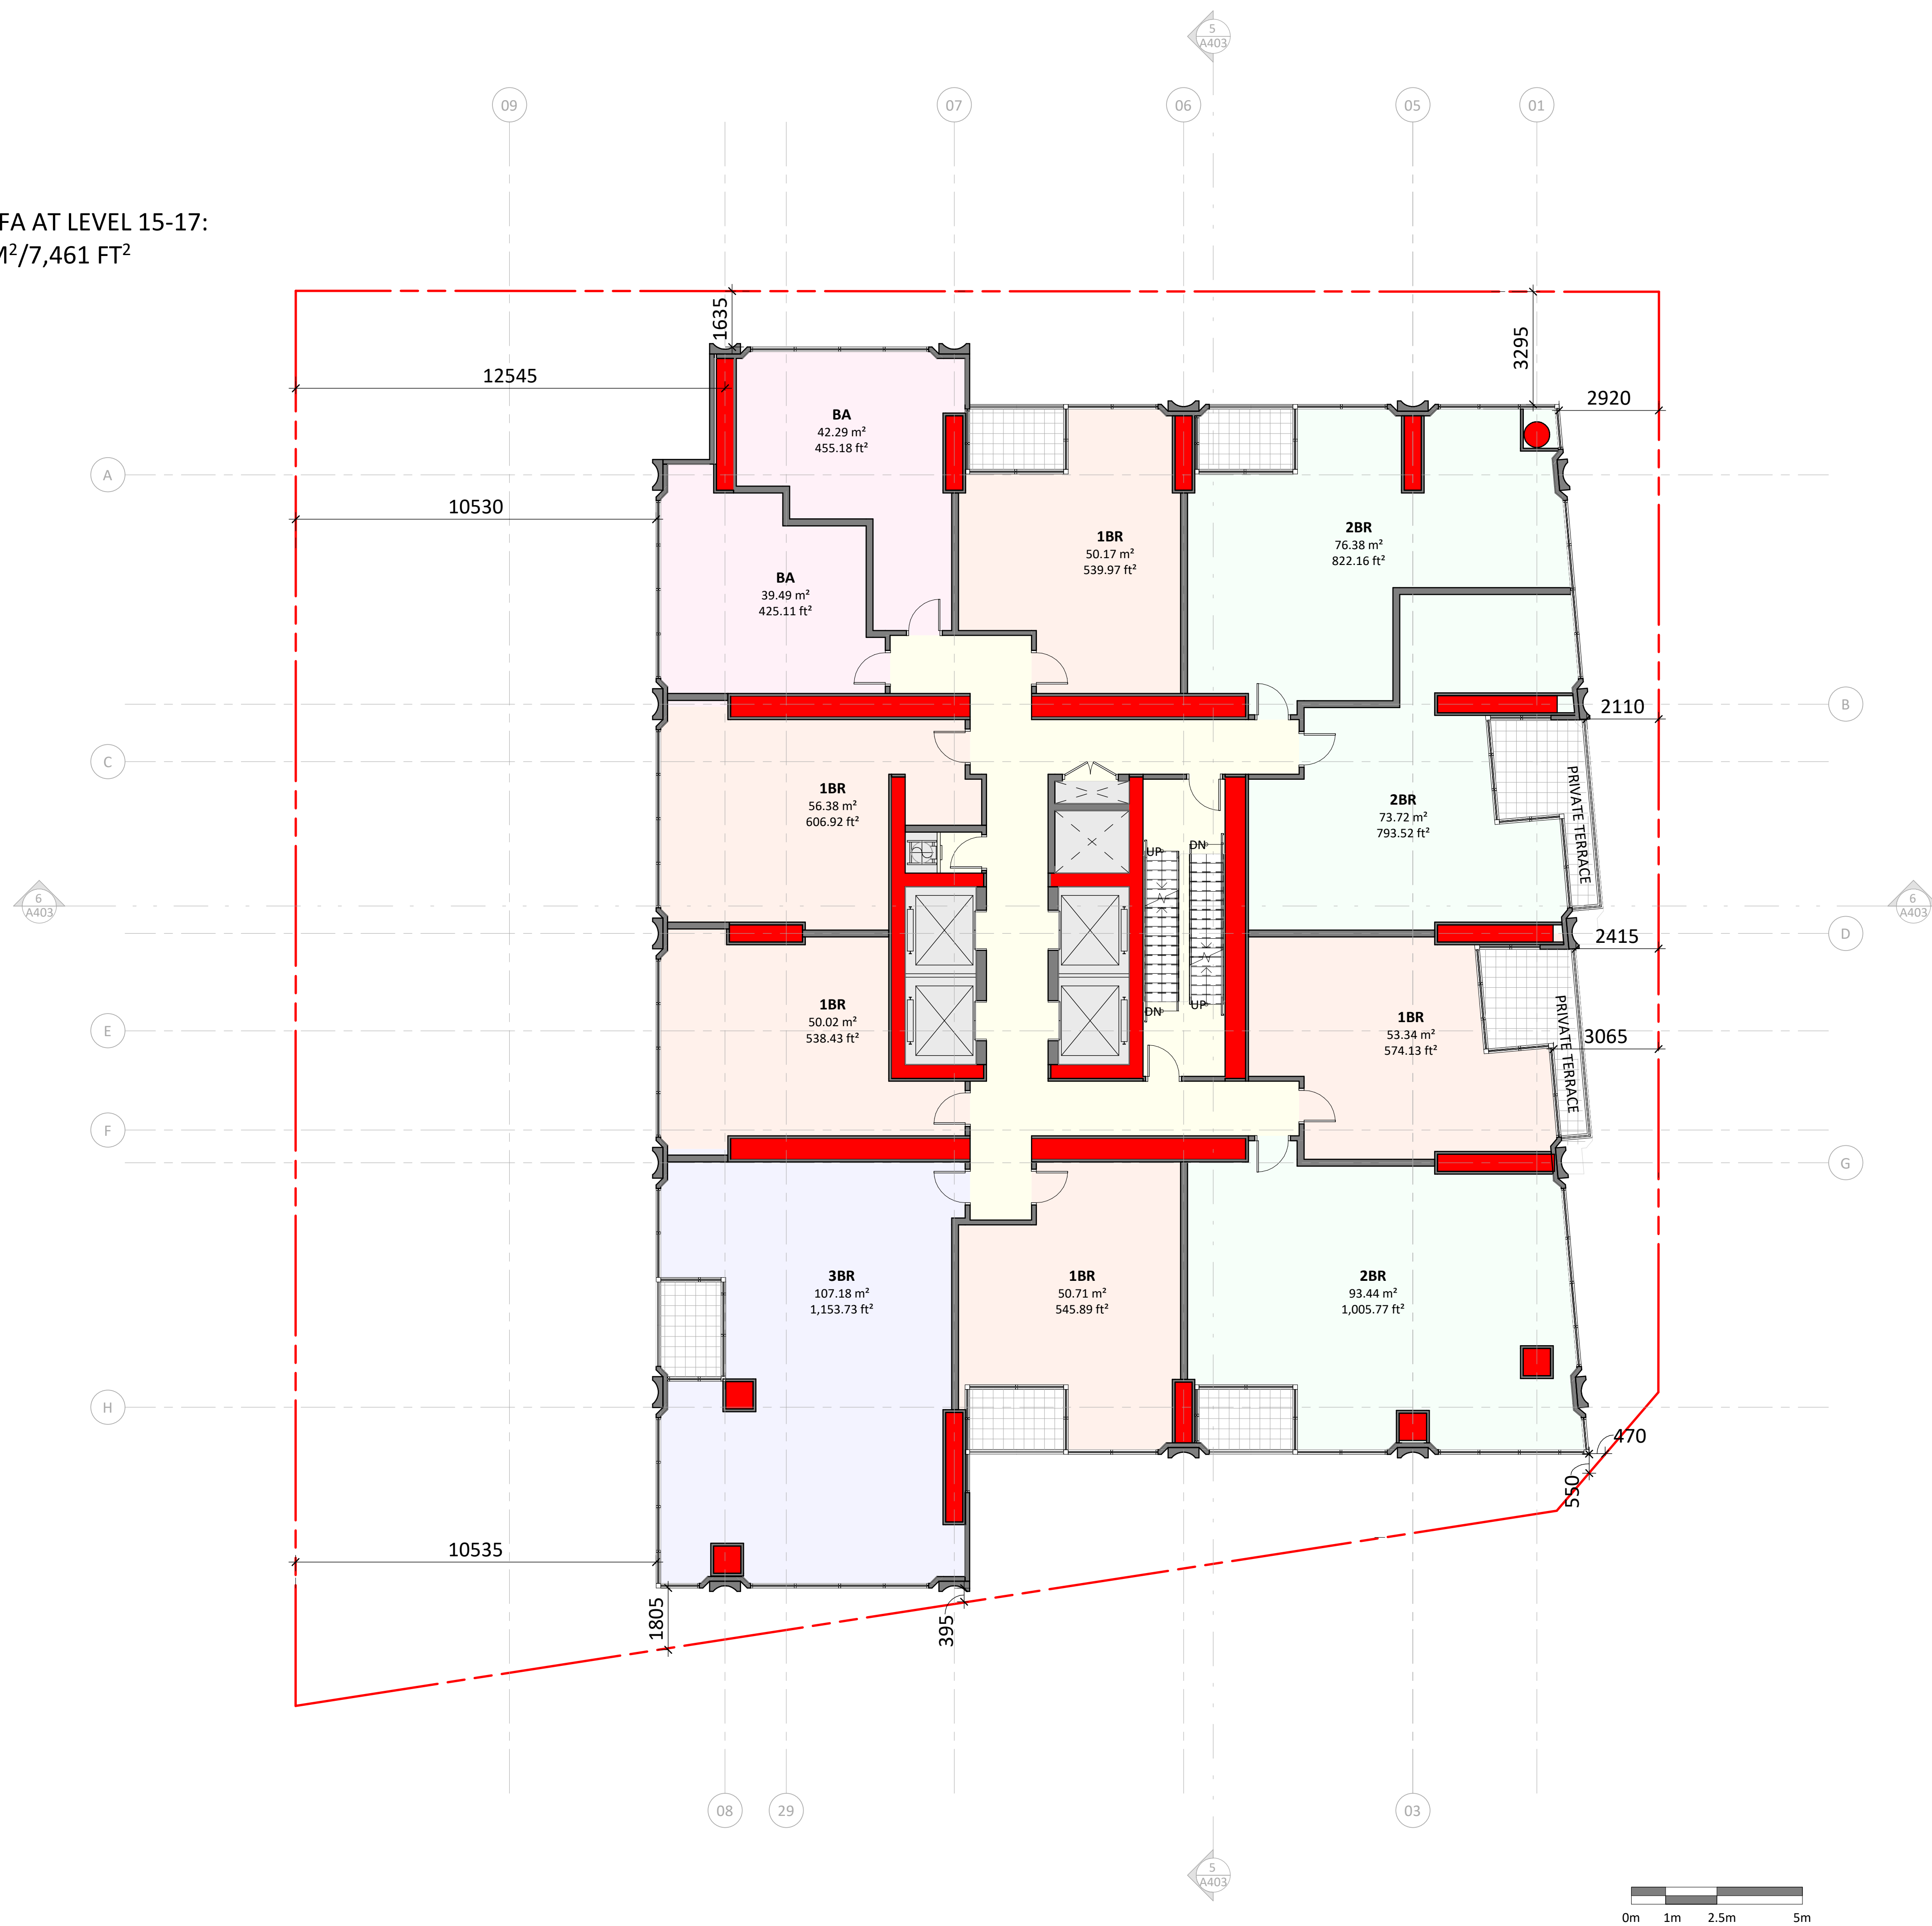 5
A403
09
07
06
05
01
FA AT LEVEL 15-17:
M²/7,461 FT²
1635
3295
12545
2920
BA
42.29 m²
455.18 ft²
A
10530
1BR
50.17 m²
539.97 ft²
2BR
76.38 m²
822.16 ft²
BA
39.49 m²
425.11 ft²
2110
B
C
1BR
56.38 m²
606.92 ft²
2BR
73.72 m²
793.52 ft²
PRIVATE TERRACE
UP
DN
6
A403
6
A403
2415
D
1BR
50.02 m²
538.43 ft²
DN
UP
1BR
53.34 m²
574.13 ft²
PRIVATE TERRACE
3065
E
F
G
3BR
107.18 m²
1,153.73 ft²
1BR
50.71 m²
545.89 ft²
2BR
93.44 m²
1,005.77 ft²
H
470
550
10535
1805
395
08
29
03
5
A403
0m 1m 2.5m 5m